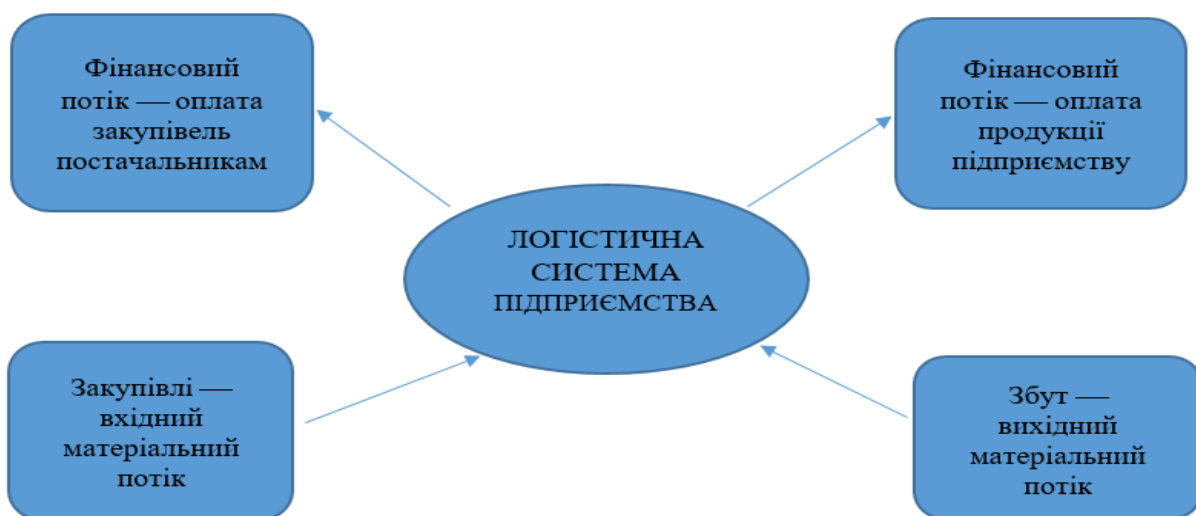 Фінансовий
потік — оплата
закупівель
постачальникам
Фінансовий
потік — оплата
продукції
підприємству
ЛОГІСТИЧНА
СИСТЕМА
ПІДПРИЄМСТВА
Закупівлі —
вхідний
матеріальний
потік
Збут —
вихідний
матеріальний
потік